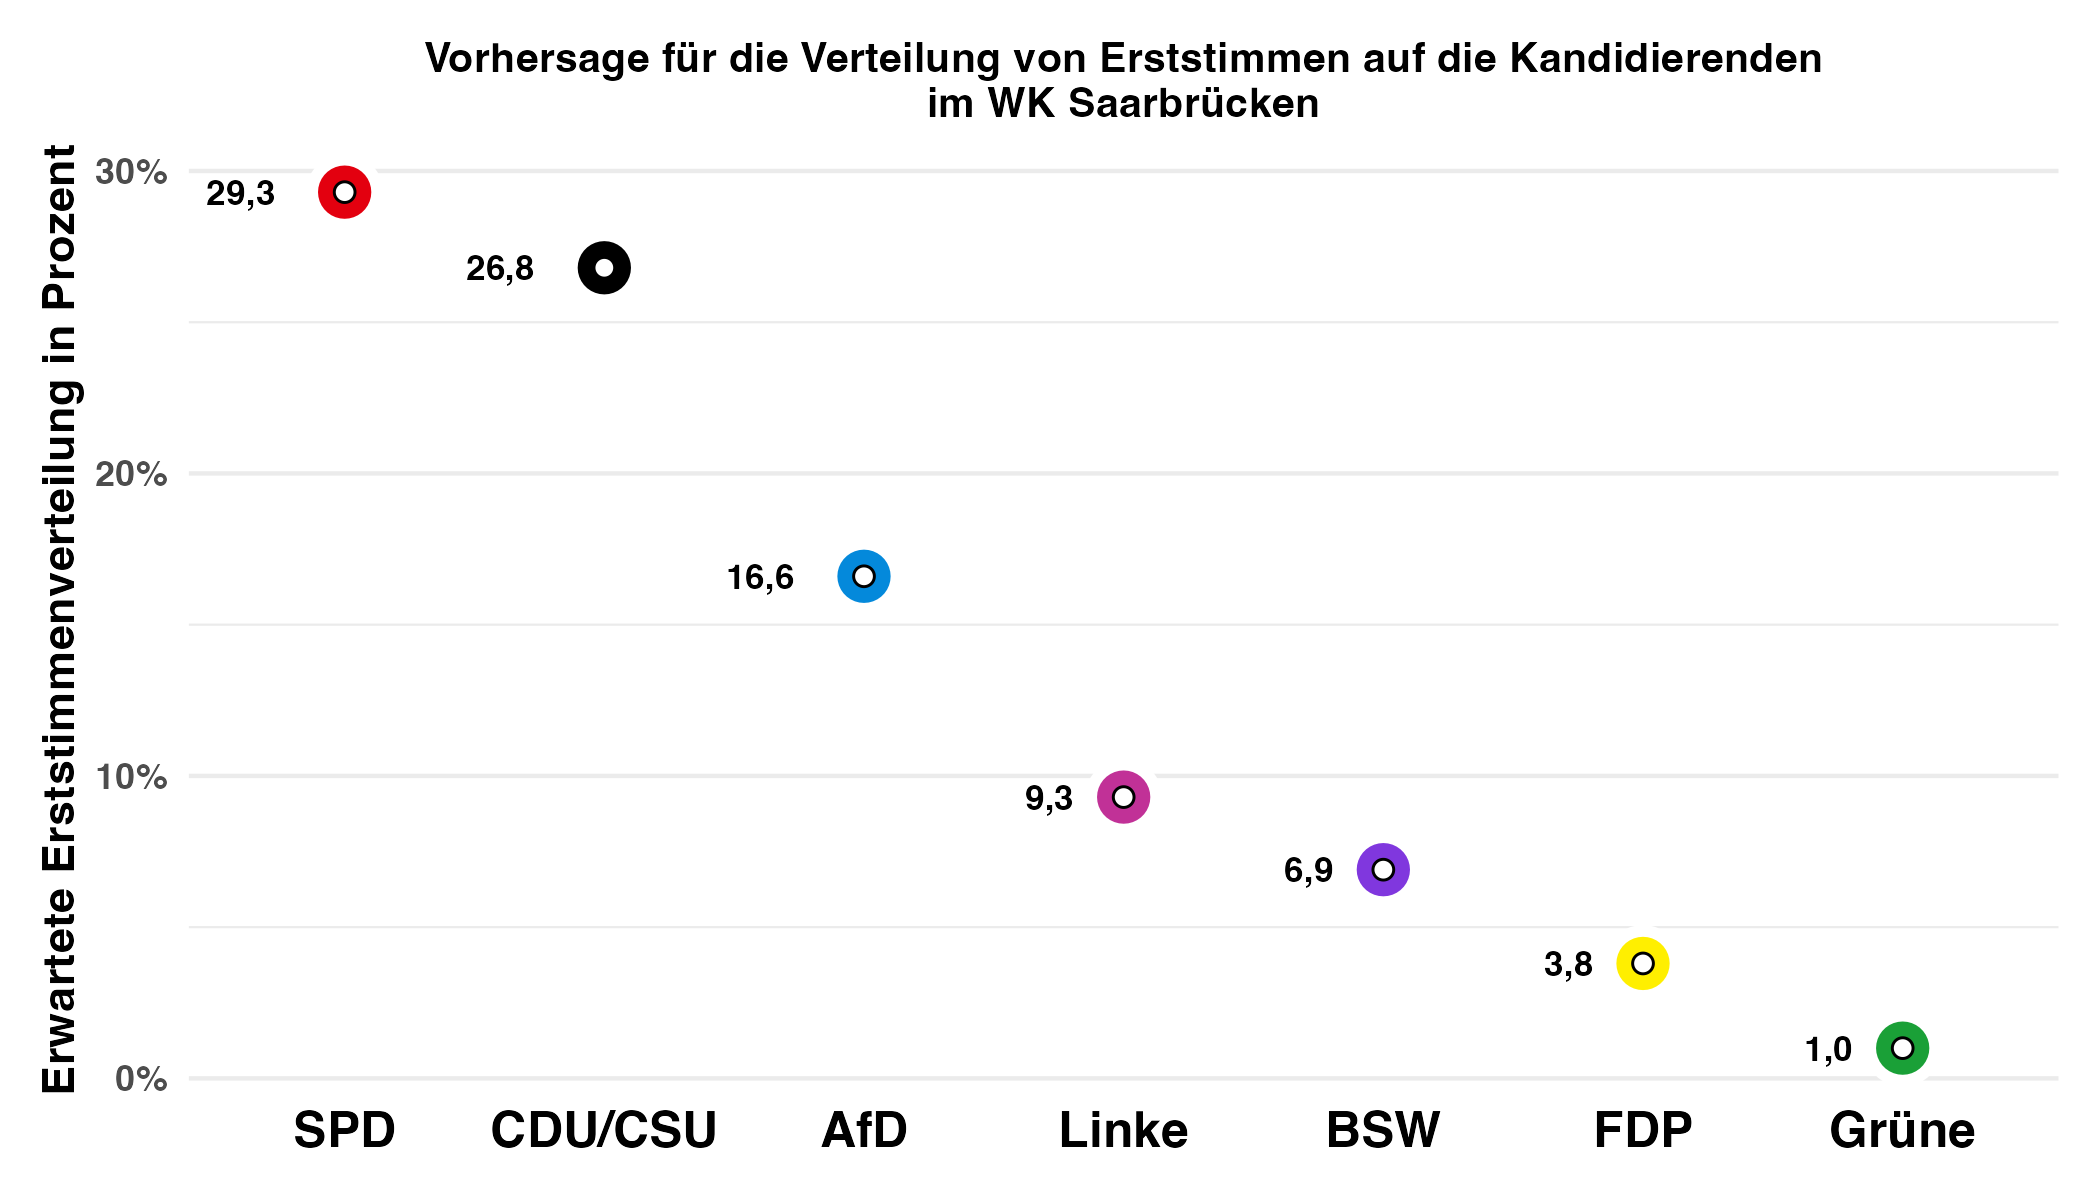 Vorhersage für die Verteilung von Erststimmen auf die Kandidierenden
im WK Saarbrücken
Erwartete Erststimmenverteilung in Prozent
30%
20%
10%
0%
29,3
26,8
16,6
9,3
6,9
3,8
1,0
SPD
CDU/CSU
AfD
Linke
BSW
FDP
Grüne